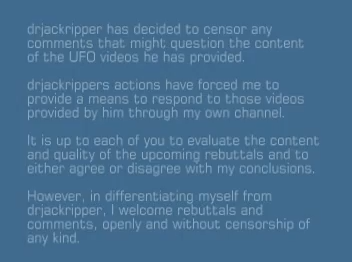 drjackripper has decided to censor any
comments that might question the content
of the UFO videos he has provided.
drjackrippers actions have forced me to
provide a means to respond to those videos
provided by him through my own channel.
It is up to each of you to evaluate the content
and quality of the upcoming rebuttals and to
either agree or disagree with my conclusions.
However, in differentiating myself from
drjackripper, I welcome rebuttals and
comments, openly and without censorship of
any kind.